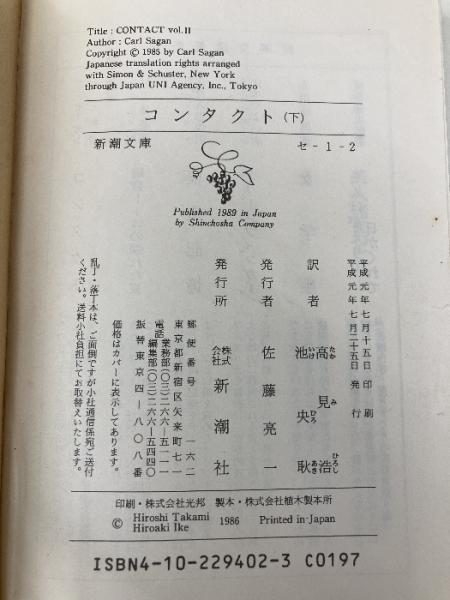 Title : CONTACT vol.II
Author : Carl Sagan
Copyright © 1985 by Carl Sagan
Japanese translation rights arranged
with Simon & Schuster, New York
through Japan UNI Agency, Inc., Tokyo
コンタクト(下)
新潮文庫
セ-1-2
Published 1989 in Japan
by Shinchosha Company
平成元年七月十五日 印刷
平成元年七月二十五日 発行
訳者 高見浩
たかみひろし
池央耿
いけひろあき
発行者 佐藤亮一
発行所 株式会社 新潮社
郵便番号 一六二
東京都新宿区矢来町七一
業務部(〇三)二六六―五一一一
電話
編集部(〇三)二六六―五四四〇
振替東京四―八〇八番
価格はカバーに表示してあります。
乱丁・落丁本は、ご面倒ですが小社通信係宛ご送付
ください。送料小社負担にてお取替えいたします。
印刷・株式会社光邦 製本・株式会社植木製本所
© Hiroshi Takami 1986 Printed in Japan
Hiroaki Ike
ISBN4-10-229402-3 C0197